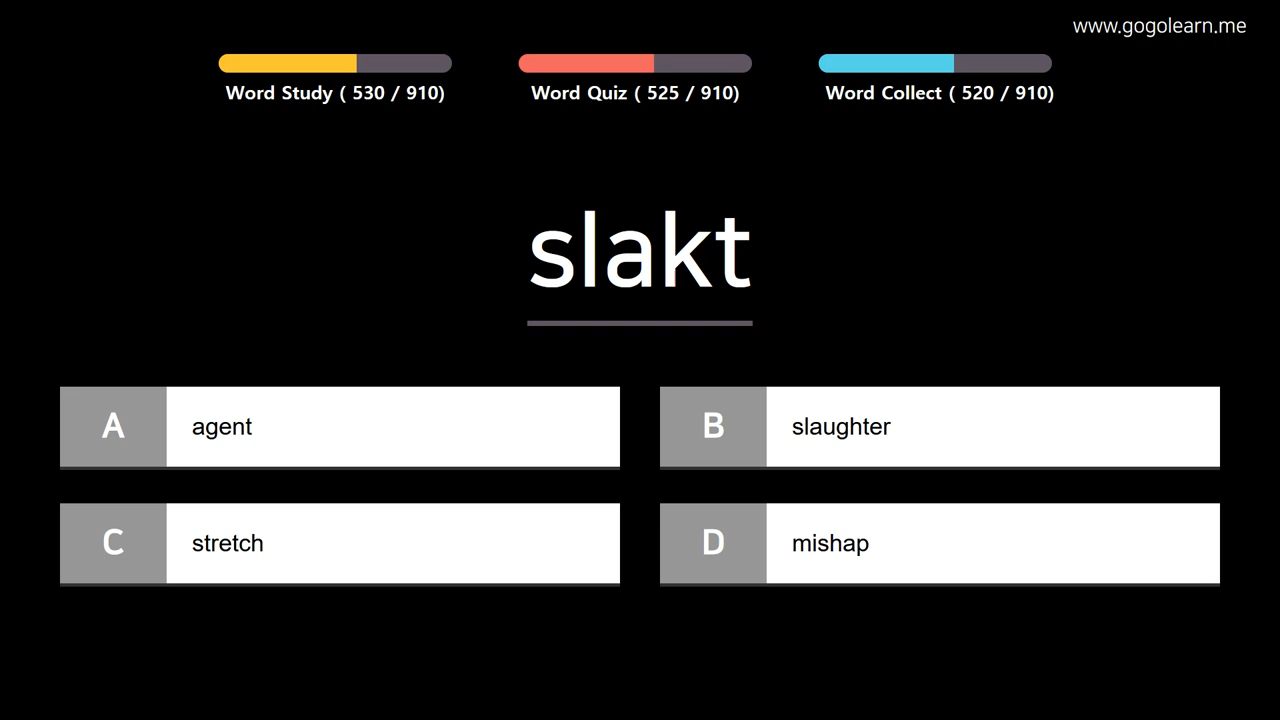 www.gogolearn.me
Word Study ( 530 / 910)
Word Quiz ( 525 / 910)
Word Collect ( 520 / 910)
slakt
A
agent
B
slaughter
C
stretch
D
mishap